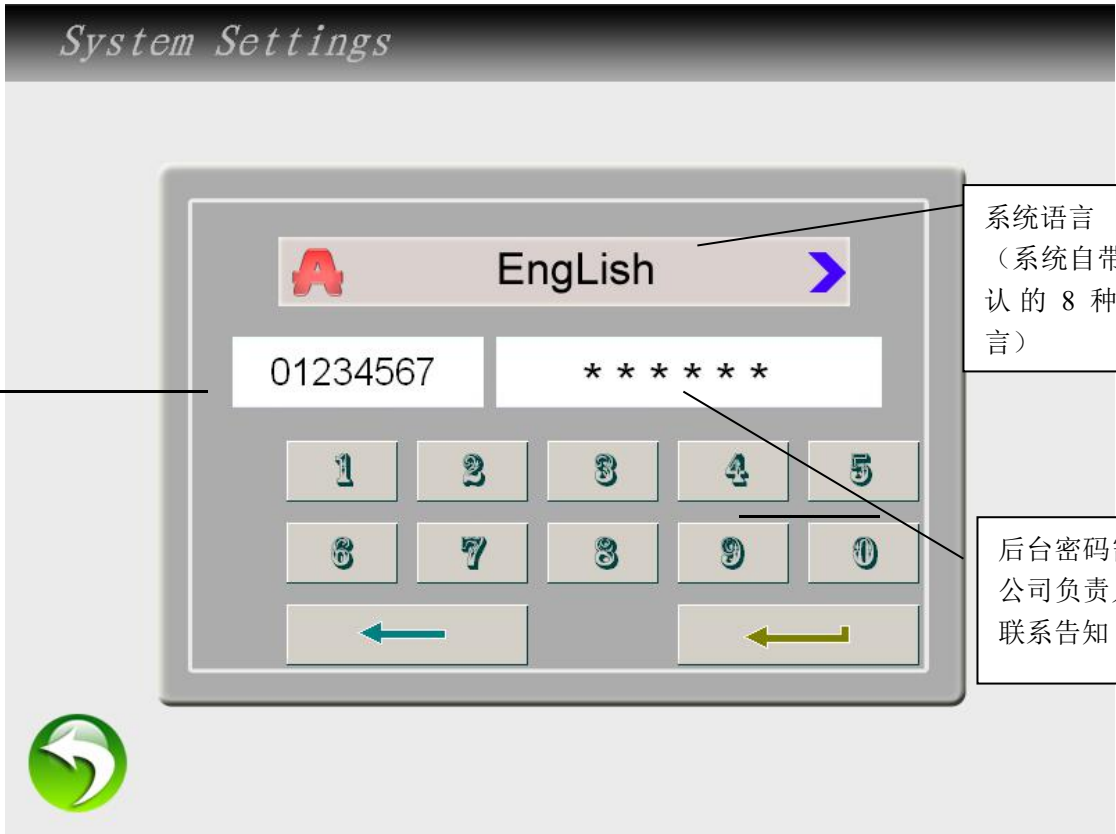 System Settings
EngLish
系统语言
（系统自带
认的 8 种
言）
01234567
* * * * * *
1 2 3 4 5
6 7 8 9 0
后台密码
公司负责
联系告知